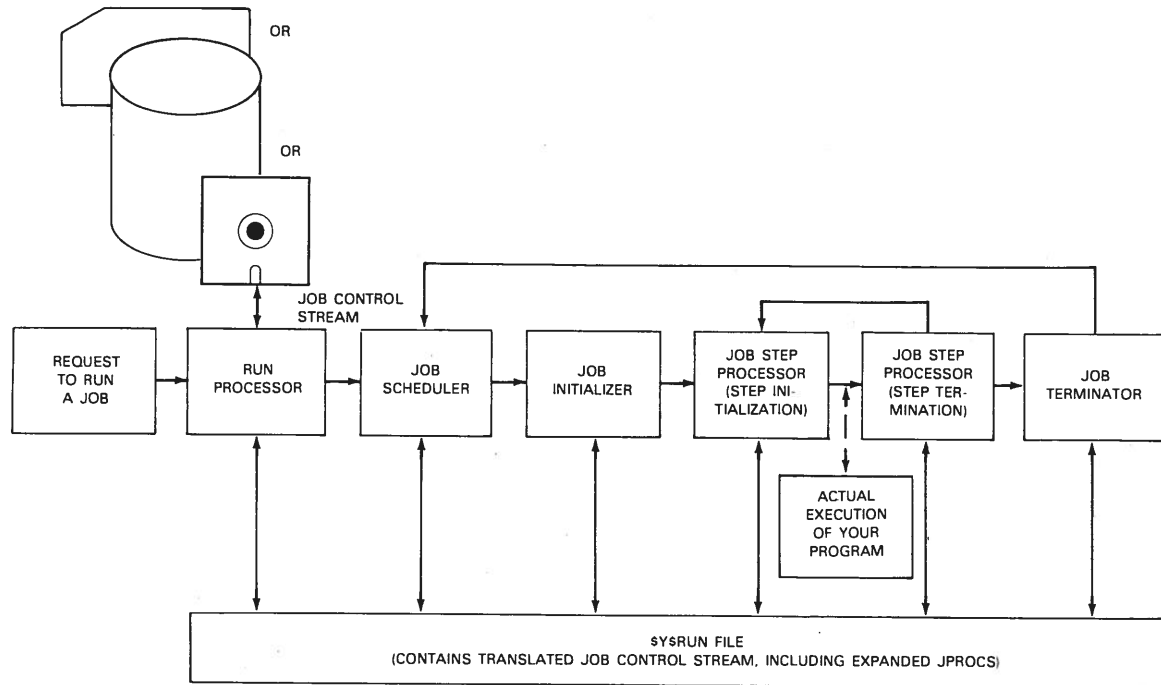 OR
OR
JOB CONTROL
STREAM
REQUEST
TO RUN
A JOB
RUN
PROCESSOR
JOB
SCHEDULER
JOB
INITIALIZER
JOB STEP
PROCESSOR
(STEP INI-
TIALIZATION)
JOB STEP
PROCESSOR
(STEP TER-
MINATION)
JOB
TERMINATOR
ACTUAL
EXECUTION
OF YOUR
PROGRAM
$Y$RUN FILE
(CONTAINS TRANSLATED JOB CONTROL STREAM, INCLUDING EXPANDED JPROCS)